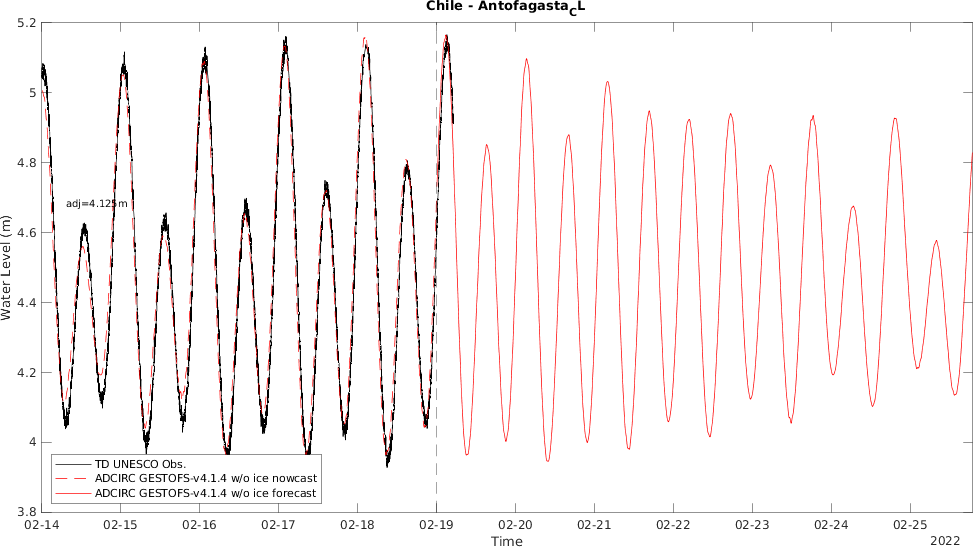 Chile - Antofagasta_CL
5.2
5
4.8
4.6
4.4
4.2
4
3.8
Water Level (m)
adj=4.125m
TD UNESCO Obs.
ADCIRC GESTOFS-v4.1.4 w/o ice nowcast
ADCIRC GESTOFS-v4.1.4 w/o ice forecast
02-14 02-15 02-16 02-17 02-18 02-19 02-20 02-21 02-22 02-23 02-24 02-25
Time
2022